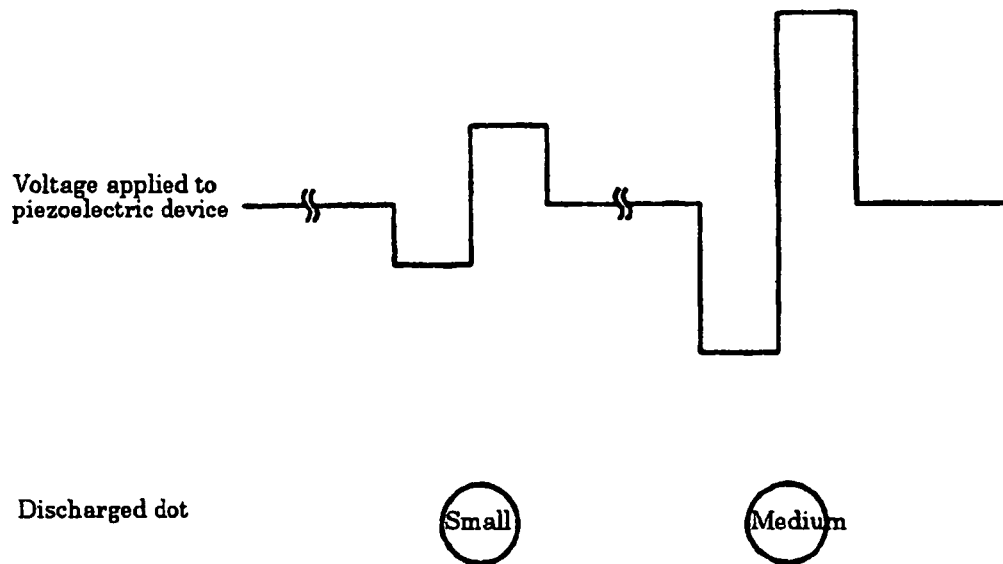 Voltage applied to
piezoelectric device
Discharged dot
Small
Medium